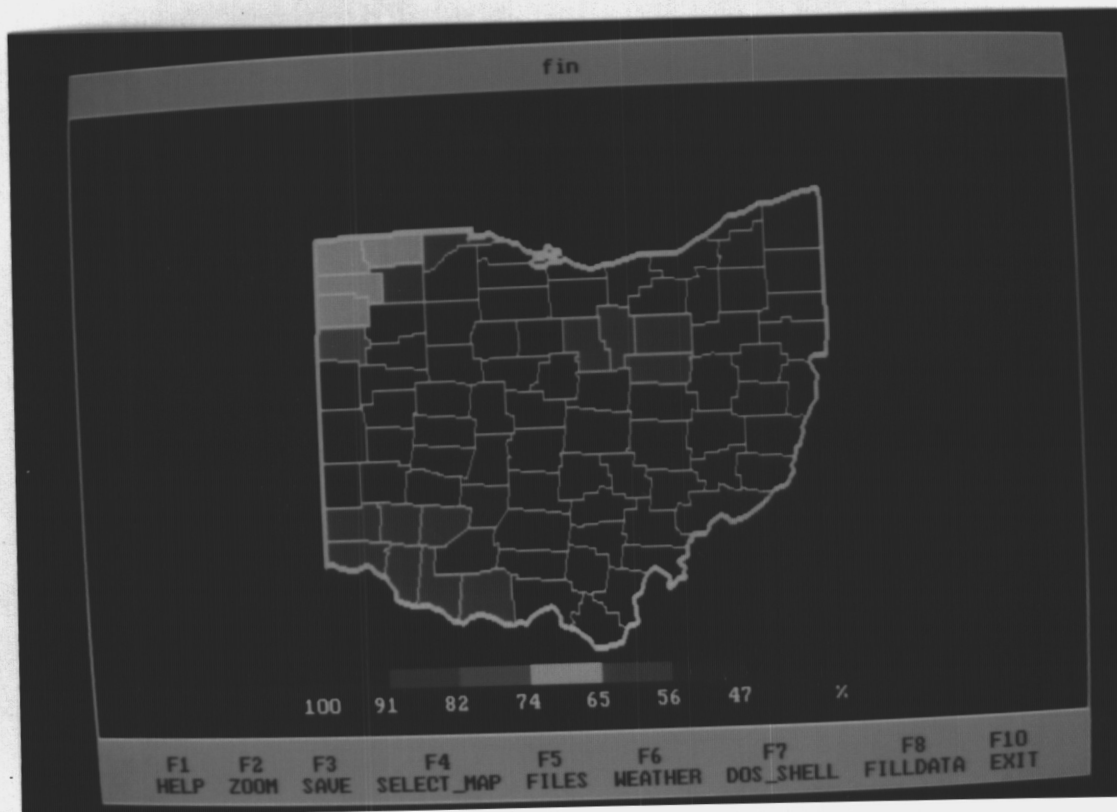 fin
100 91 82 74 65 56 47 %
F1 F2 F3 F4 F5 F6 F7 F8 F10
HELP ZOOM SAVE SELECT_MAP FILES WEATHER DOS_SHELL FILLDATA EXIT